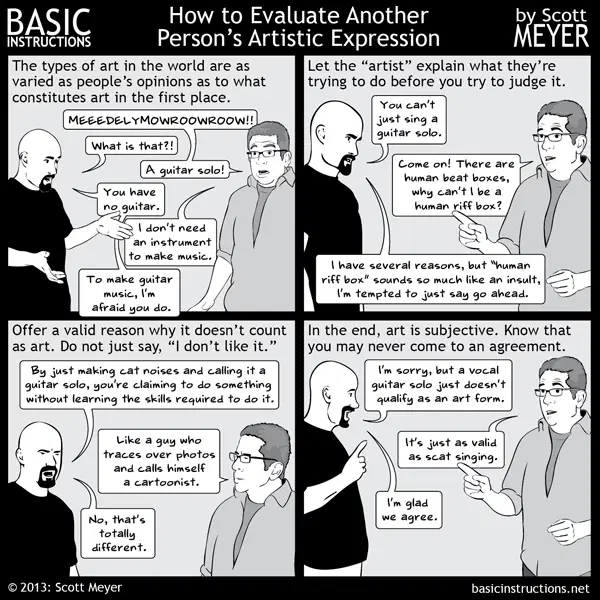 BASIC
INSTRUCTIONS
How to Evaluate Another
Person's Artistic Expression
by Scott
MEYER
The types of art in the world are as
varied as people's opinions as to what
constitutes art in the first place.
MEEEDELYMOWROOWROOW!!
What is that?!
A guitar solo!
You have
no guitar.
I don't need
an instrument
to make music.
To make guitar
music, I'm
afraid you do.
Let the “artist” explain what they're
trying to do before you try to judge it.
You can't
just sing a
guitar solo.
Come on! There are
human beat boxes,
why can't I be a
human riff box?
I have several reasons, but “human
riff box” sounds so much like an insult,
I'm tempted to just say go ahead.
Offer a valid reason why it doesn't count
as art. Do not just say, “I don't like it.”
By just making cat noises and calling it a
guitar solo, you're claiming to do something
without learning the skills required to do it.
Like a guy who
traces over photos
and calls himself
a cartoonist.
No, that's
totally
different.
In the end, art is subjective. Know that
you may never come to an agreement.
I'm sorry, but a vocal
guitar solo just doesn't
qualify as an art form.
It's just as valid
as scat singing.
I'm glad
we agree.
© 2013: Scott Meyer
basicinstructions.net